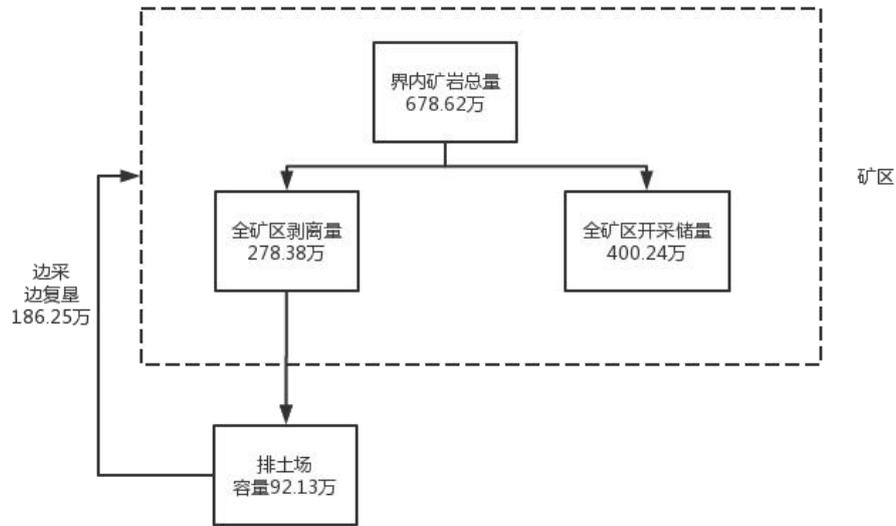 界内矿岩总量
678.62万
矿区
全矿区剥离量
278.38万
全矿区开采储量
400.24万
边采
边复垦
186.25万
排土场
容量92.13万